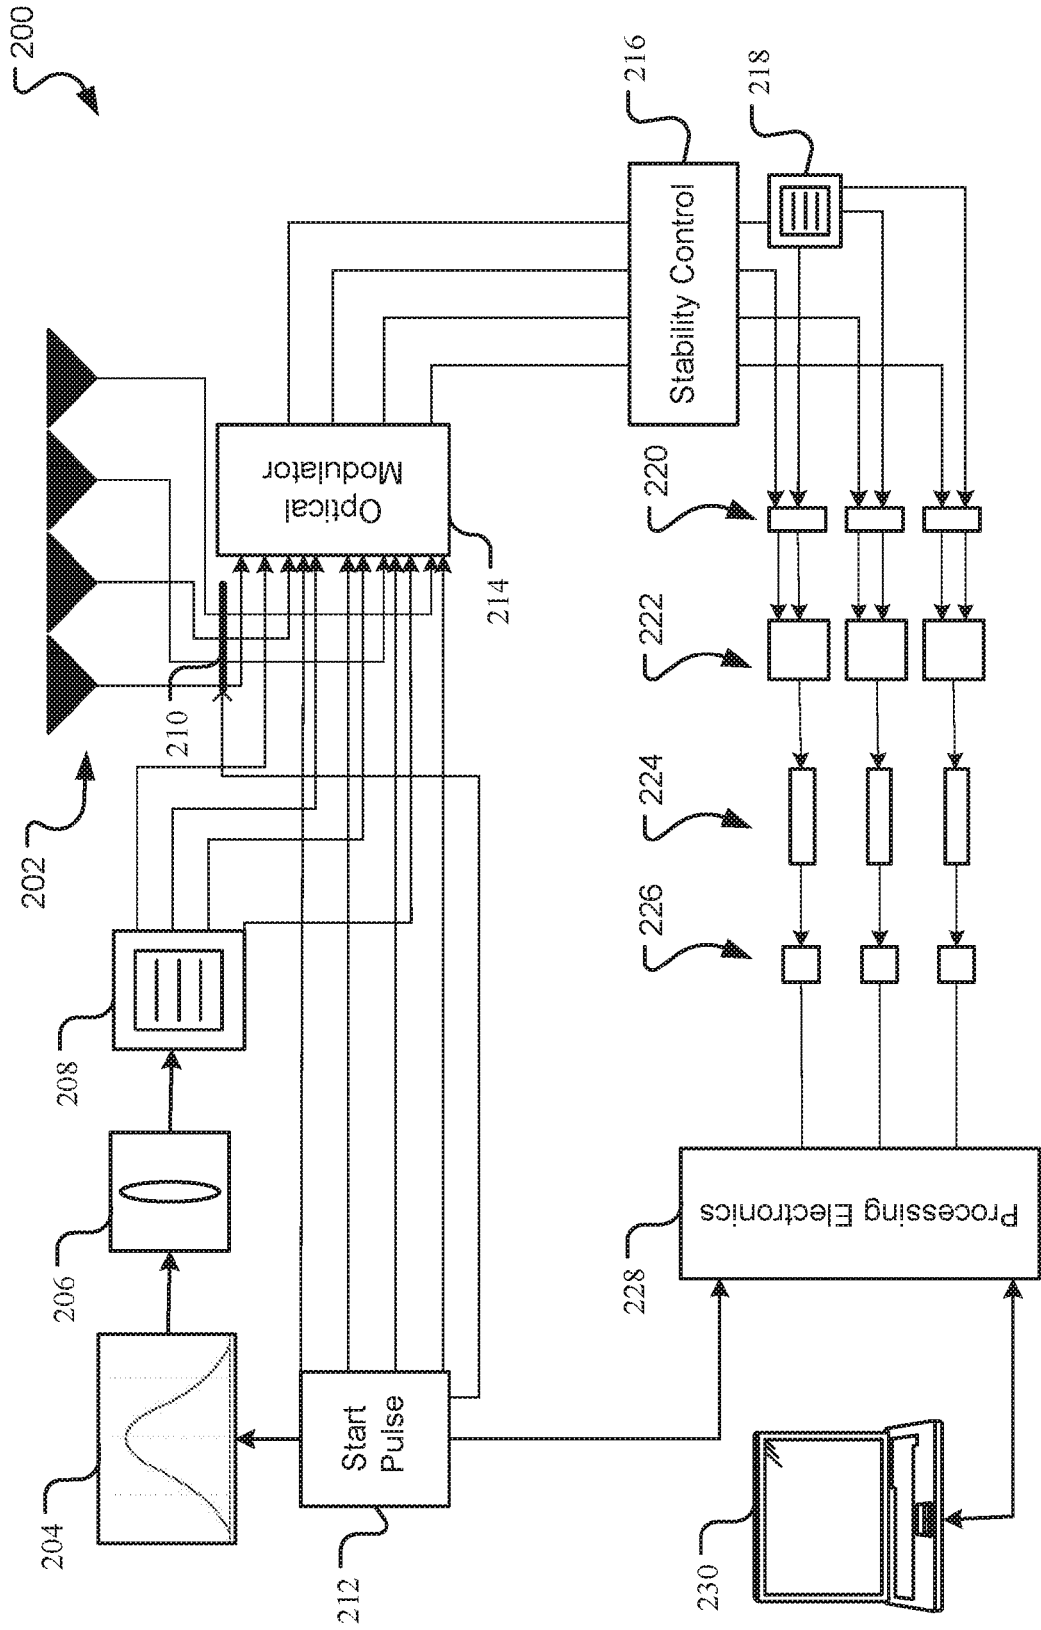 200
202
204
206
208
210
212
Start
Pulse
214
Optical
Modulator
216
Stability Control
218
220
222
224
226
228
Processing Electronics
230